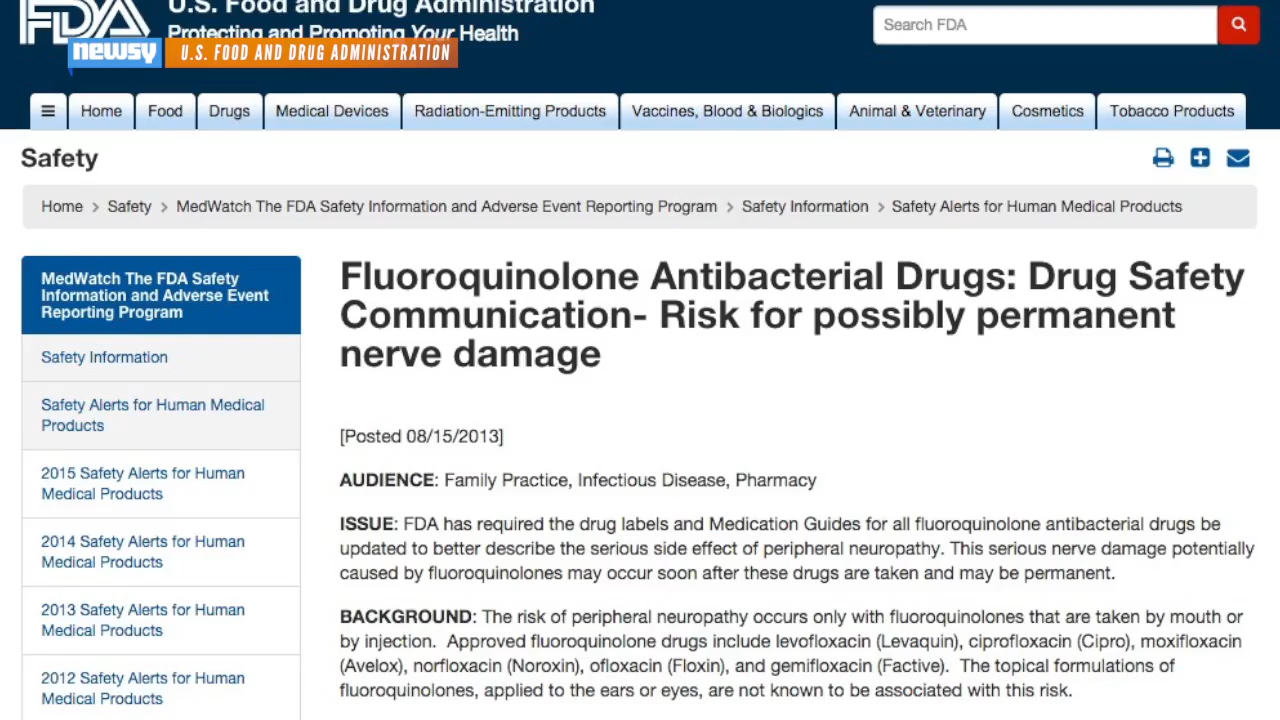 FDA
U.S. Food and Drug Administration
Protecting and Promoting Your Health
Search FDA
newsy
U.S. FOOD AND DRUG ADMINISTRATION
Home
Food
Drugs
Medical Devices
Radiation-Emitting Products
Vaccines, Blood & Biologics
Animal & Veterinary
Cosmetics
Tobacco Products
Safety
Home > Safety > MedWatch The FDA Safety Information and Adverse Event Reporting Program > Safety Information > Safety Alerts for Human Medical Products
MedWatch The FDA Safety
Information and Adverse Event
Reporting Program
Safety Information
Safety Alerts for Human Medical
Products
2015 Safety Alerts for Human
Medical Products
2014 Safety Alerts for Human
Medical Products
2013 Safety Alerts for Human
Medical Products
2012 Safety Alerts for Human
Medical Products
Fluoroquinolone Antibacterial Drugs: Drug Safety
Communication- Risk for possibly permanent
nerve damage
[Posted 08/15/2013]
AUDIENCE: Family Practice, Infectious Disease, Pharmacy
ISSUE: FDA has required the drug labels and Medication Guides for all fluoroquinolone antibacterial drugs be
updated to better describe the serious side effect of peripheral neuropathy. This serious nerve damage potentially
caused by fluoroquinolones may occur soon after these drugs are taken and may be permanent.
BACKGROUND: The risk of peripheral neuropathy occurs only with fluoroquinolones that are taken by mouth or
by injection.  Approved fluoroquinolone drugs include levofloxacin (Levaquin), ciprofloxacin (Cipro), moxifloxacin
(Avelox), norfloxacin (Noroxin), ofloxacin (Floxin), and gemifloxacin (Factive).  The topical formulations of
fluoroquinolones, applied to the ears or eyes, are not known to be associated with this risk.